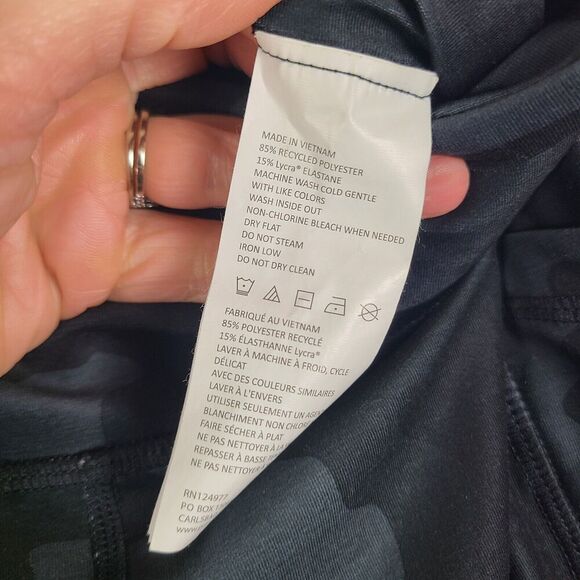 MADE IN VIETNAM
85% RECYCLED POLYESTER
15% Lycra® ELASTANE
MACHINE WASH COLD GENTLE
WITH LIKE COLORS
WASH INSIDE OUT
NON-CHLORINE BLEACH WHEN NEEDED
DRY FLAT
DO NOT STEAM
IRON LOW
DO NOT DRY CLEAN
FABRIQUÉ AU VIETNAM
85% POLYESTER RECYCLÉ
15% ÉLASTHANNE Lycra®
LAVER À MACHINE À FROID, CYCLE
DÉLICAT
AVEC DES COULEURS SIMILAIRES
LAVER À L'ENVERS
UTILISER SEULEMENT UN
BLANCHIMENT NON
FAIRE SÉCHER À PLAT
NE PAS NETTOYER À LA
REPASSER À BASSE
NE PAS NETTOYER À
PO BOX